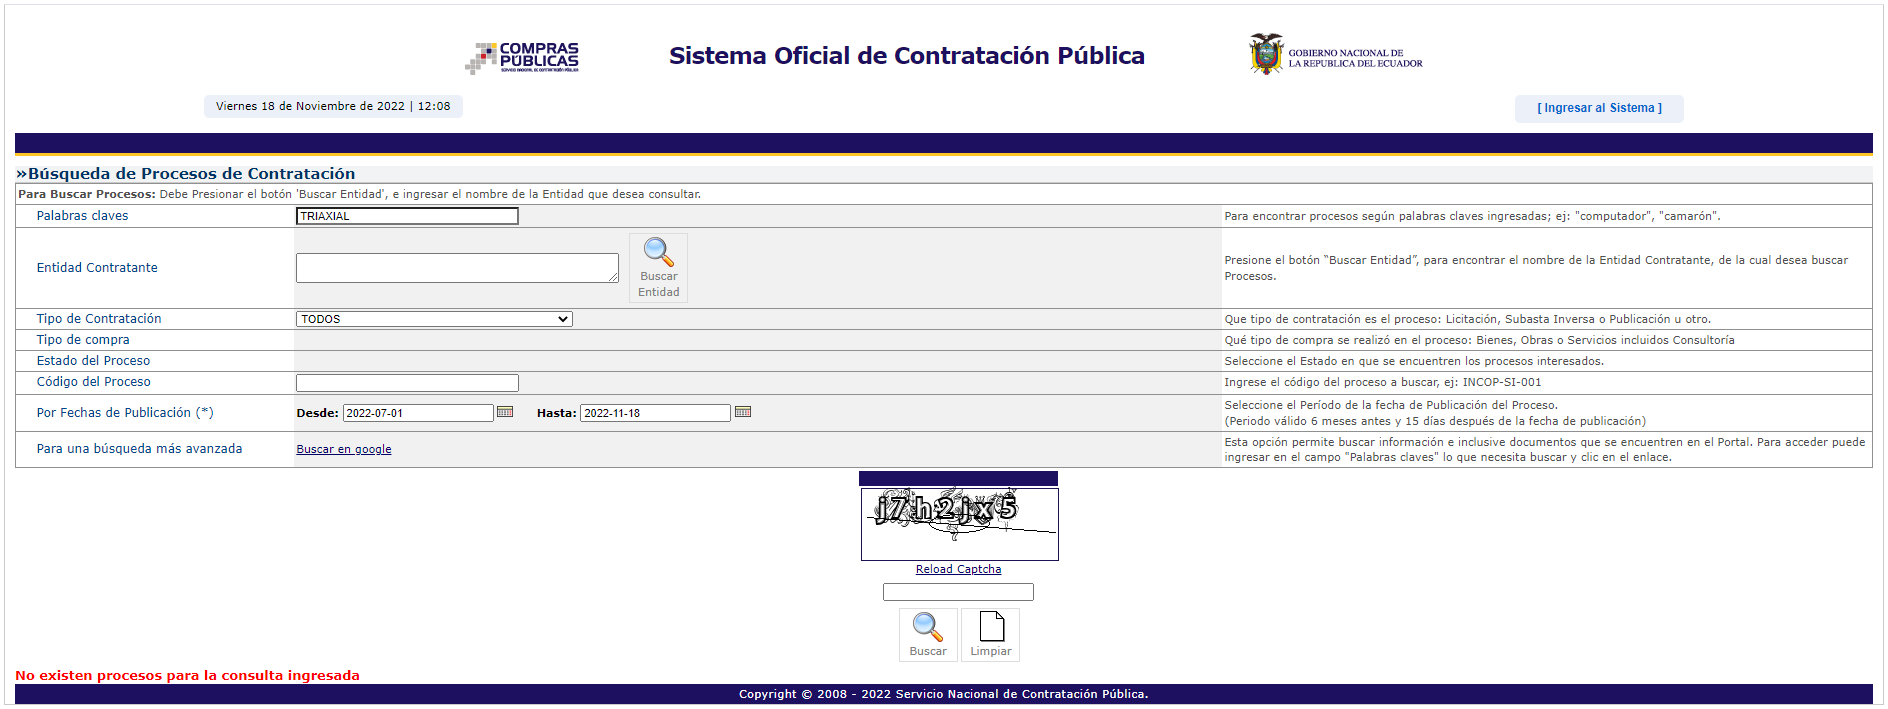 COMPRAS
PÚBLICAS
SERVICIO NACIONAL DE CONTRATACIÓN PÚBLICA
Sistema Oficial de Contratación Pública
GOBIERNO NACIONAL DE
LA REPUBLICA DEL ECUADOR
Viernes 18 de Noviembre de 2022 | 12:08
[ Ingresar al Sistema ]
»Búsqueda de Procesos de Contratación
Para Buscar Procesos: Debe Presionar el botón 'Buscar Entidad', e ingresar el nombre de la Entidad que desea consultar.
Palabras claves
TRIAXIAL
Para encontrar procesos según palabras claves ingresadas; ej: "computador", "camarón".
Entidad Contratante
Buscar
Entidad
Presione el botón “Buscar Entidad”, para encontrar el nombre de la Entidad Contratante, de la cual desea buscar
Procesos.
Tipo de Contratación
TODOS
Que tipo de contratación es el proceso: Licitación, Subasta Inversa o Publicación u otro.
Tipo de compra
Qué tipo de compra se realizó en el proceso: Bienes, Obras o Servicios incluidos Consultoría
Estado del Proceso
Seleccione el Estado en que se encuentren los procesos interesados.
Código del Proceso
Ingrese el código del proceso a buscar, ej: INCOP-SI-001
Por Fechas de Publicación (*)
Desde: 2022-07-01
Hasta: 2022-11-18
Seleccione el Período de la fecha de Publicación del Proceso.
(Periodo válido 6 meses antes y 15 días después de la fecha de publicación)
Para una búsqueda más avanzada
Buscar en google
Esta opción permite buscar información e inclusive documentos que se encuentren en el Portal. Para acceder puede
ingresar en el campo "Palabras claves" lo que necesita buscar y clic en el enlace.
j7h2jx5
Reload Captcha
Buscar
Limpiar
No existen procesos para la consulta ingresada
Copyright © 2008 - 2022 Servicio Nacional de Contratación Pública.